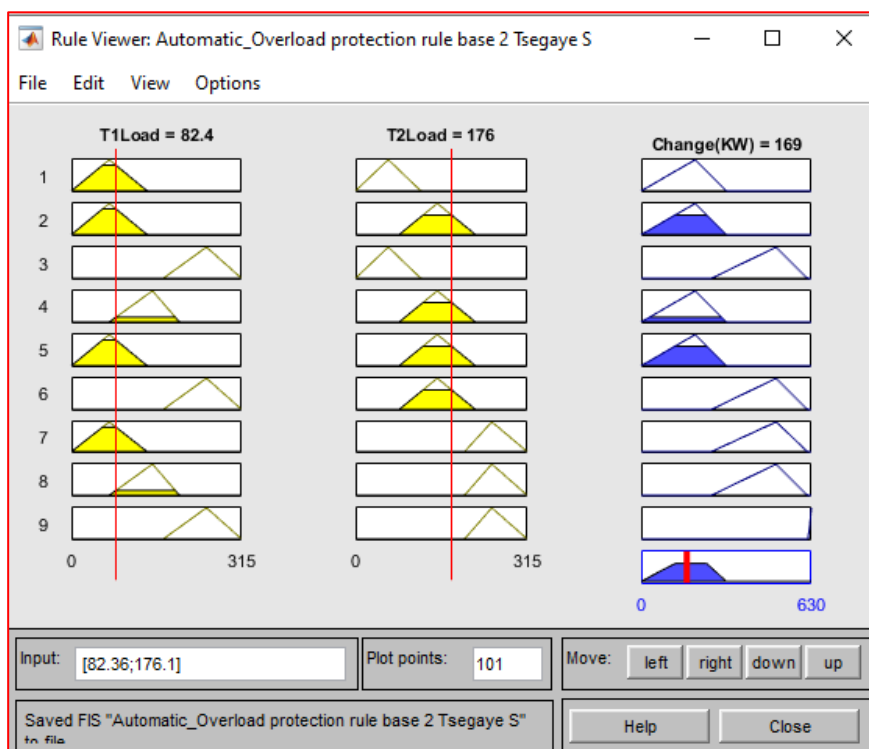 Rule Viewer: Automatic_Overload protection rule base 2 Tsegaye S
File Edit View Options
T1Load = 82.4 T2Load = 176 Change(KW) = 169
1
2
3
4
5
6
7
8
9
0 315 0 315
0 630
Input: [82.36;176.1] Plot points: 101 Move: left right down up
Saved FIS "Automatic_Overload protection rule base 2 Tsegaye S" Help Close
to file